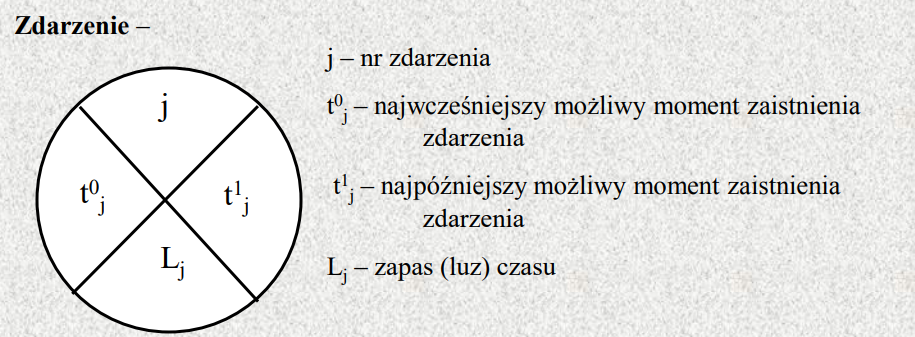 Zdarzenie –
j
t⁰ⱼ
t¹ⱼ
Lⱼ
j – nr zdarzenia
t⁰ⱼ – najwcześniejszy możliwy moment zaistnienia
zdarzenia
t¹ⱼ – najpóźniejszy możliwy moment zaistnienia
zdarzenia
Lⱼ – zapas (luz) czasu